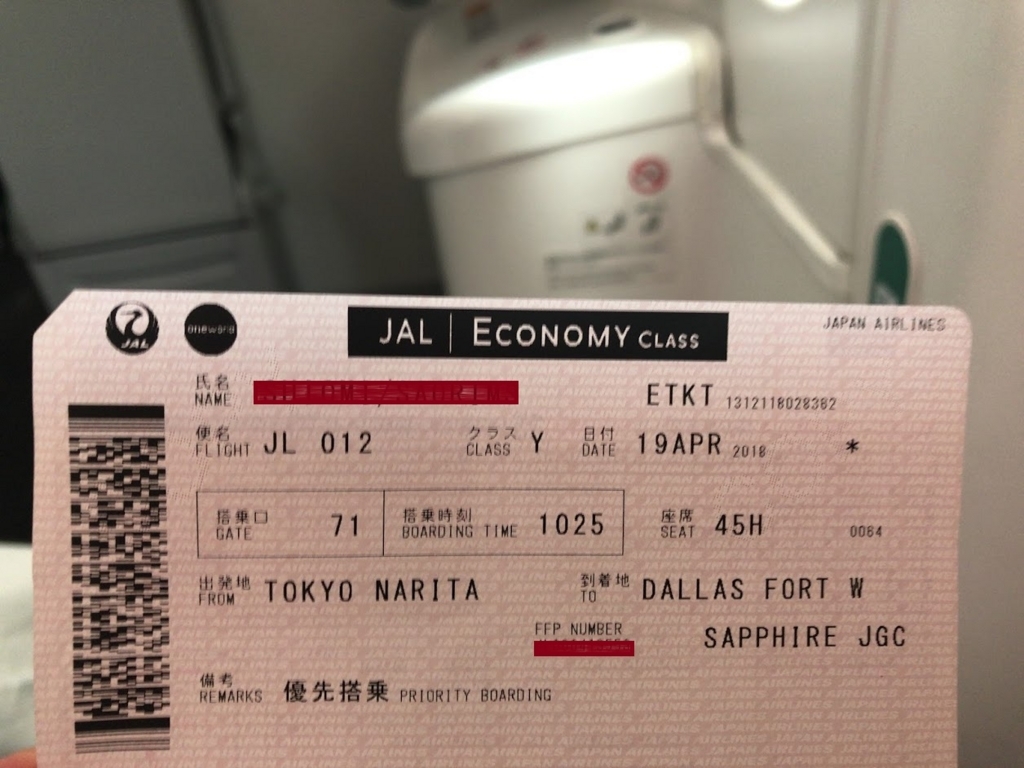 JAL
oneworld
JAL | ECONOMY CLASS
JAPAN AIRLINES
氏名
NAME
ETKT 1312118028382
便名
FLIGHT JL 012
クラス
CLASS Y
日付
DATE 19APR 2018 *
搭乗口
GATE 71
搭乗時刻
BOARDING TIME 1025
座席
SEAT 45H
0064
出発地
FROM TOKYO NARITA
到着地
TO DALLAS FORT W
FFP NUMBER
SAPPHIRE JGC
備考
REMARKS 優先搭乗 PRIORITY BOARDING